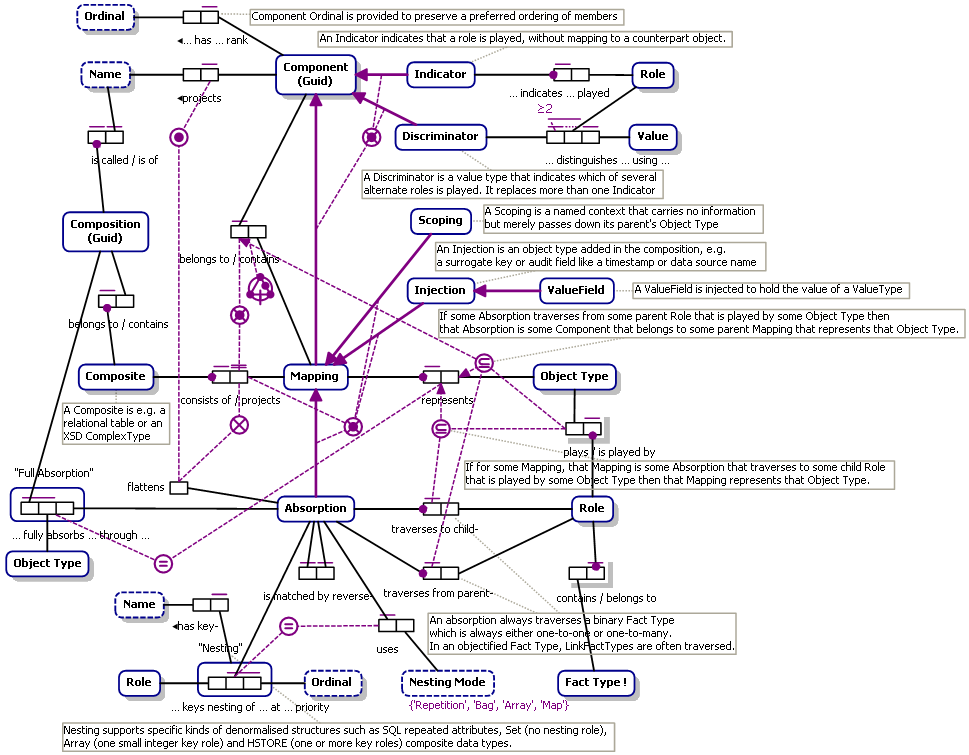 Ordinal
Component Ordinal is provided to preserve a preferred ordering of members
◂... has ... rank
An Indicator indicates that a role is played, without mapping to a counterpart object.
Name
Component
(Guid)
Indicator
Role
◂projects
... indicates ... played
≥2
Discriminator
Value
is called / is of
... distinguishes ... using ...
A Discriminator is a value type that indicates which of several
alternate roles is played. It replaces more than one Indicator
Composition
(Guid)
Scoping
A Scoping is a named context that carries no information
but merely passes down its parent's Object Type
belongs to / contains
An Injection is an object type added in the composition, e.g.
a surrogate key or audit field like a timestamp or data source name
Injection
ValueField
A ValueField is injected to hold the value of a ValueType
belongs to / contains
If some Absorption traverses from some parent Role that is played by some Object Type then
that Absorption is some Component that belongs to some parent Mapping that represents that Object Type.
Composite
Mapping
Object Type
consists of / projects
represents
A Composite is e.g. a
relational table or an
XSD ComplexType
plays / is played by
"Full Absorption"
If for some Mapping, that Mapping is some Absorption that traverses to some child Role
that is played by some Object Type then that Mapping represents that Object Type.
flattens
Absorption
Role
... fully absorbs ... through ...
traverses to child-
Object Type
is matched by reverse-
traverses from parent-
contains / belongs to
Name
An absorption always traverses a binary Fact Type
which is always either one-to-one or one-to-many.
In an objectified Fact Type, LinkFactTypes are often traversed.
◂has key-
"Nesting"
uses
Role
Ordinal
Nesting Mode
Fact Type !
... keys nesting of ... at ... priority
{'Repetition', 'Bag', 'Array', 'Map'}
Nesting supports specific kinds of denormalised structures such as SQL repeated attributes, Set (no nesting role),
Array (one small integer key role) and HSTORE (one or more key roles) composite data types.